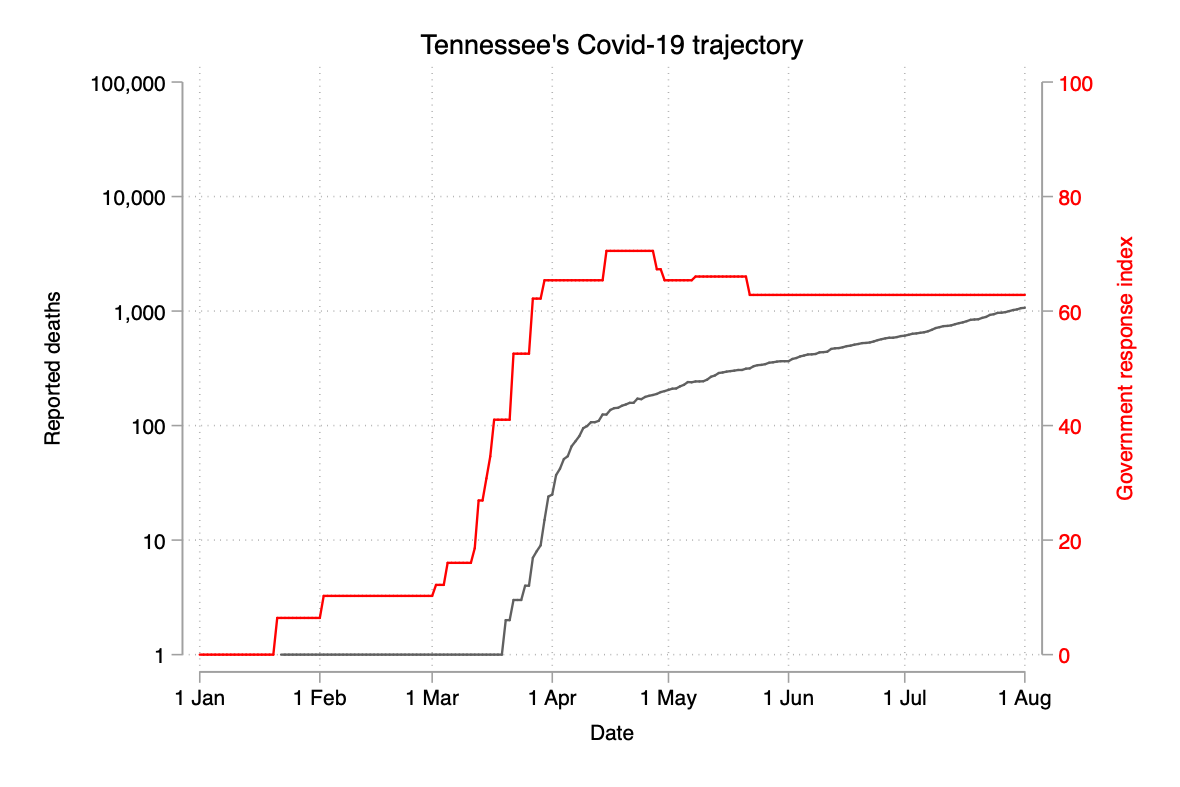 Tennessee's Covid-19 trajectory
100,000
10,000
1,000
100
10
1
Reported deaths
100
80
60
40
20
0
Government response index
1 Jan 1 Feb 1 Mar 1 Apr 1 May 1 Jun 1 Jul 1 Aug
Date